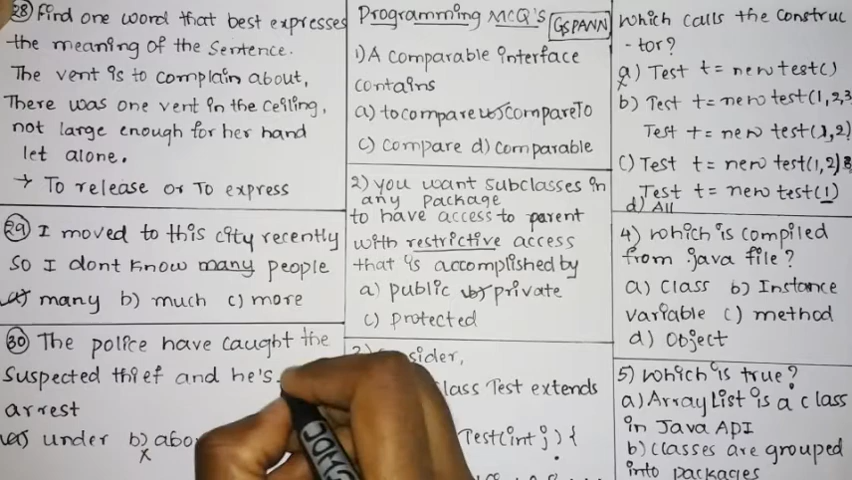 28) Find one word that best expresses
the meaning of the sentence.
The vent is to complain about,
There was one vent in the ceiling,
not large enough for her hand
let alone.
→ To release or To express
29 I moved to this city recently
so I dont know many people
a) many b) much c) more
30 The police have caught the
suspected thief and he's
arrest
a) under b) abo
Programming MCQ'S GSPANN
1) A comparable interface
contains
a) tocompare b) compareTo
c) compare d) comparable
2) you want subclasses in
any package
to have access to parent
with restrictive access
that is accomplished by
a) public b) private
c) protected
sider,
lass Test extends
Test(int j) {
which calls the construc
-tor?
a) Test t = new test()
b) Test t = new test(1,2,3
Test t = new test(1,2)
c) Test t = new test(1,2)
Test t = new test(1)
d) All
4) which is compiled
from java file?
a) class b) Instance
variable c) method
d) Object
5) which is true?
a) ArrayList is a class
in Java API
b) classes are grouped
into packages